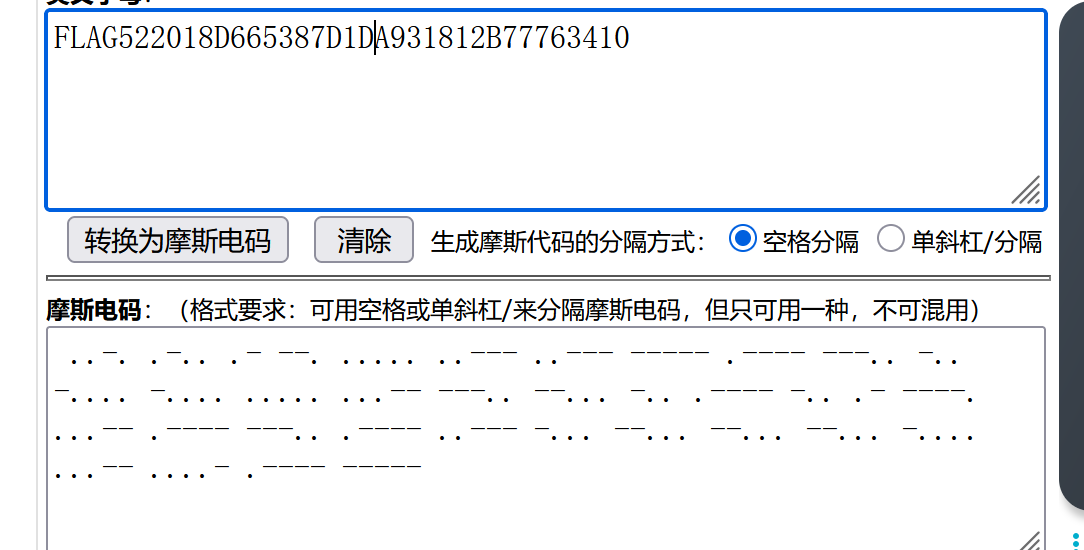 FLAG522018D665387D1DA931812B77763410
转换为摩斯电码 清除 生成摩斯代码的分隔方式： 空格分隔 单斜杠/分隔
摩斯电码：（格式要求：可用空格或单斜杠/来分隔摩斯电码，但只可用一种，不可混用）
..-. .-.. .- --. ..... ..--- ..--- ----- .---- ---.. -..
-.... -.... ..... ...-- ---.. --... -.. .---- -.. .- ----.
...-- .---- ---.. .---- ..--- -... --... --... --... -....
...-- ....- .---- -----